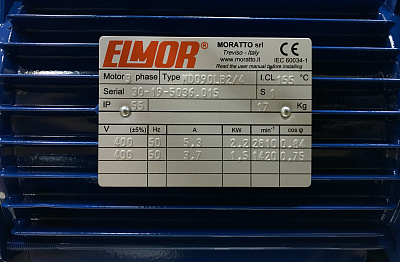 ELMOR®
MORATTO srl
Treviso - Italy
www.moratto.it
Read the user manual before installing
CE
IEC 60034-1
Motor 3 phase Type MD090LB2/4 I.CL. 155 °C
Serial 30-19-5036.016 S 1
IP 55 17 Kg
V (±5%) Hz A KW min⁻¹ cos φ
400 50 5.3 2.2 2810 0.84
400 50 3.7 1.5 1420 0.75